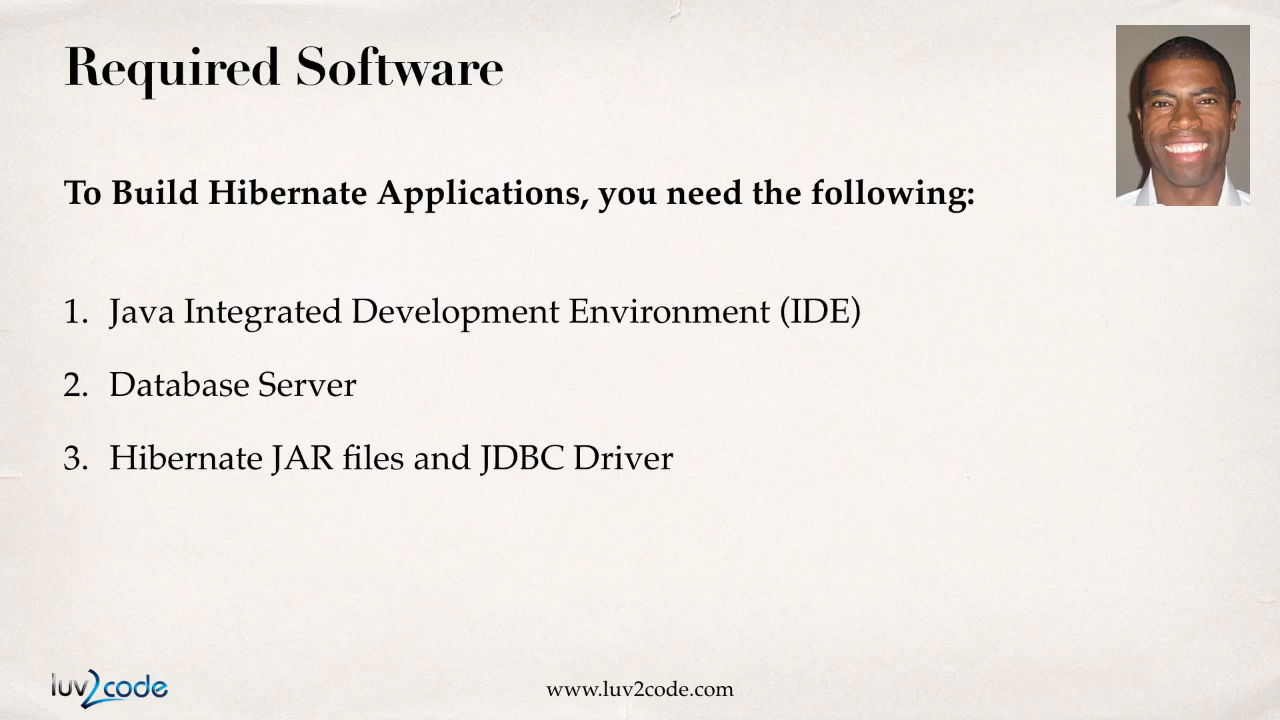 Required Software
To Build Hibernate Applications, you need the following:
1. Java Integrated Development Environment (IDE)
2. Database Server
3. Hibernate JAR files and JDBC Driver
luv2code
www.luv2code.com